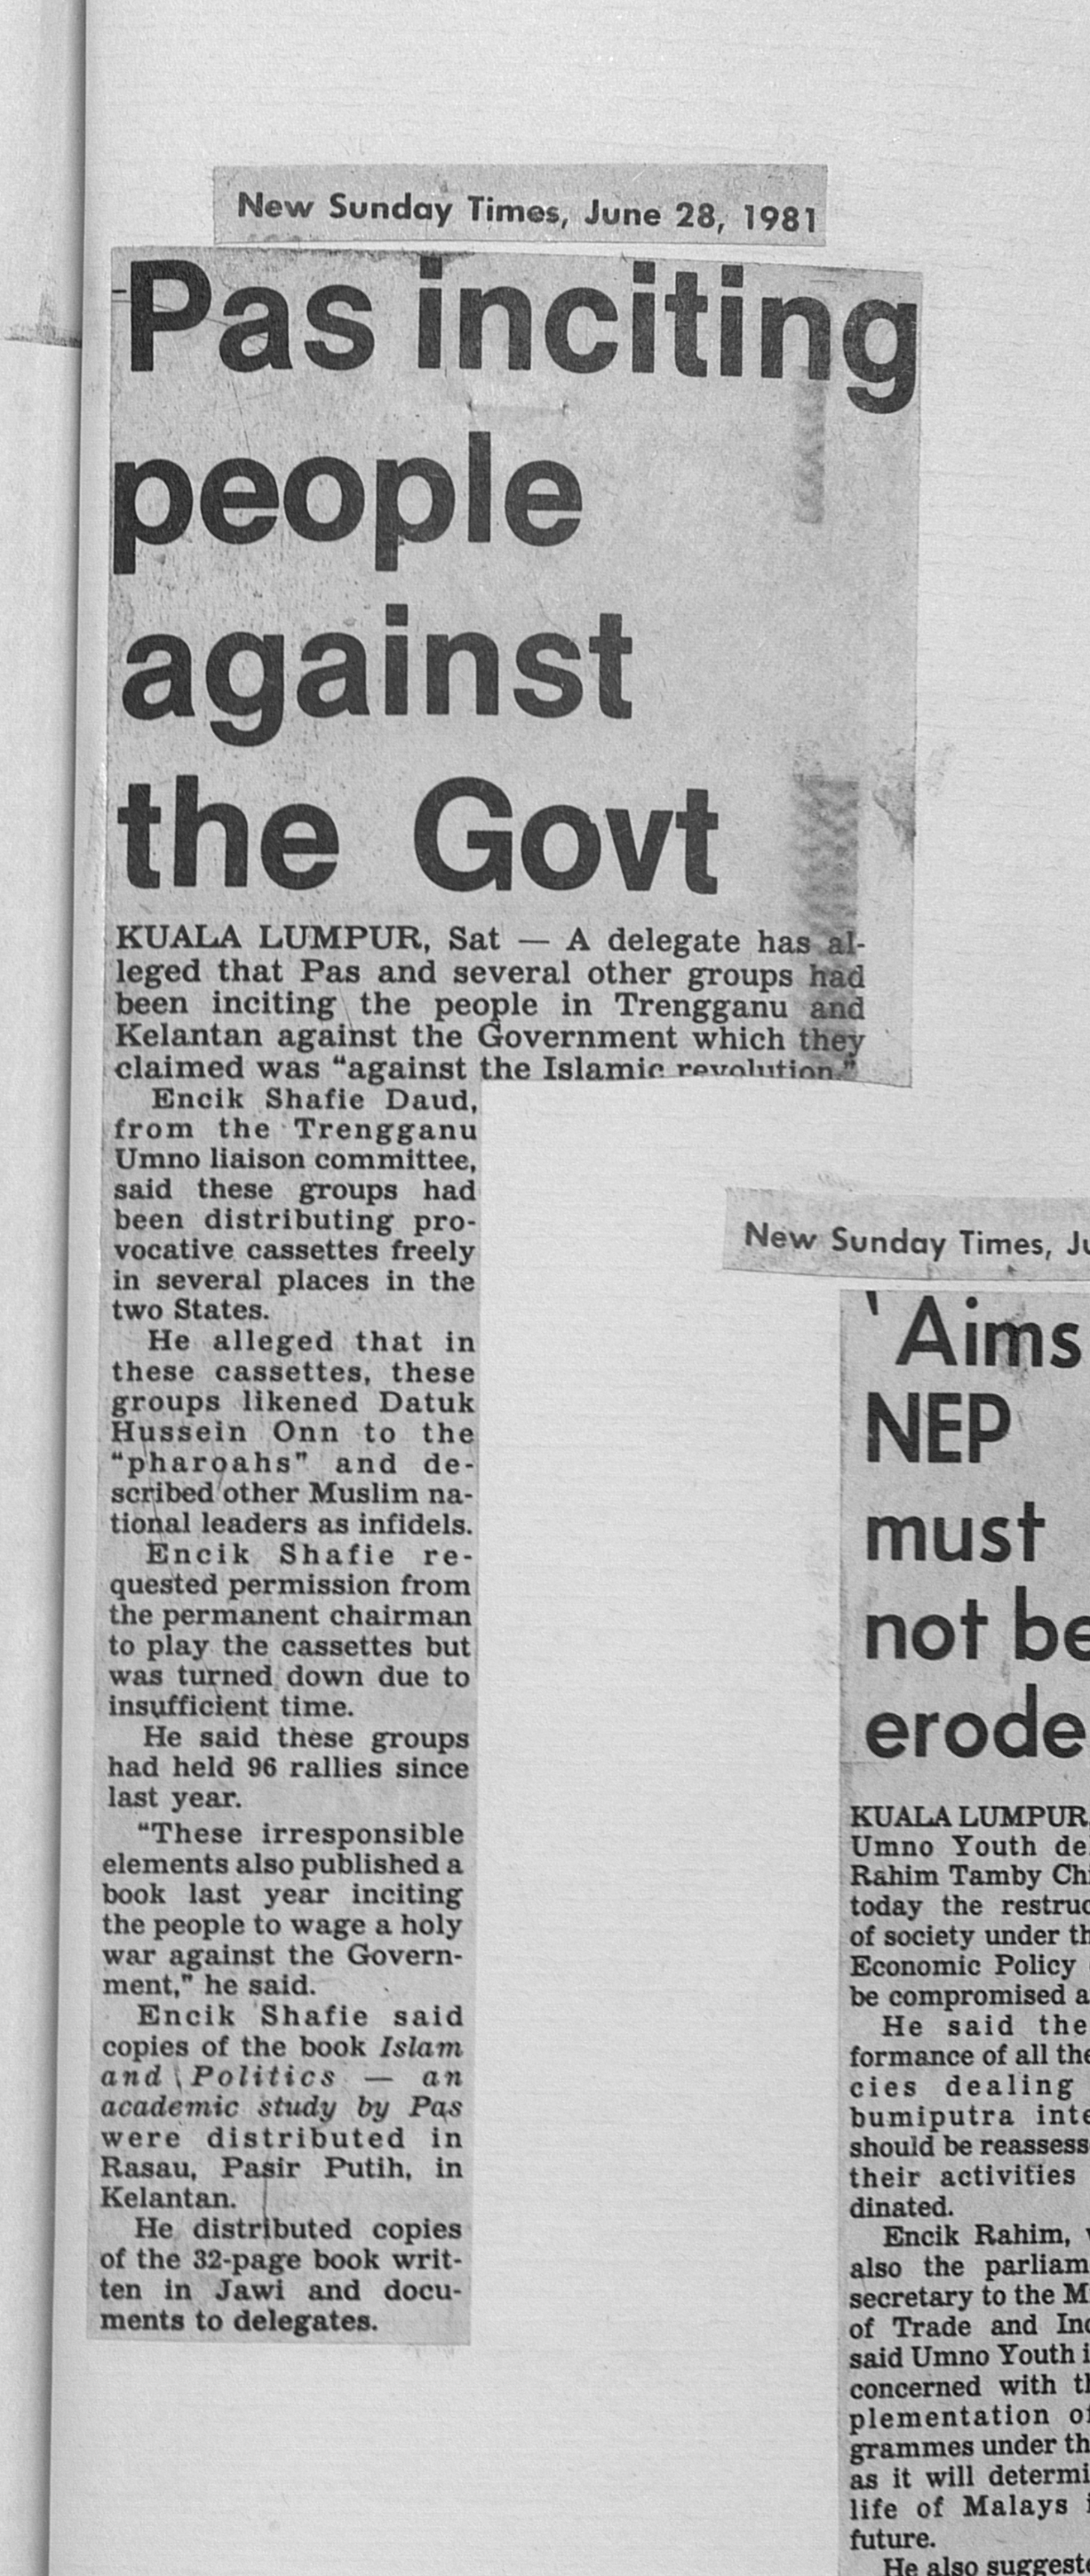 New Sunday Times, June 28, 1981
Pas inciting
people
against
the Govt
KUALA LUMPUR, Sat — A delegate has al-
leged that Pas and several other groups had
been inciting the people in Trengganu and
Kelantan against the Government which they
claimed was "against the Islamic revolution."
Encik Shafie Daud,
from the Trengganu
Umno liaison committee,
said these groups had
been distributing pro-
vocative cassettes freely
in several places in the
two States.
He alleged that in
these cassettes, these
groups likened Datuk
Hussein Onn to the
"pharoahs" and de-
scribed other Muslim na-
tional leaders as infidels.
Encik Shafie re-
quested permission from
the permanent chairman
to play the cassettes but
was turned down due to
insufficient time.
He said these groups
had held 96 rallies since
last year.
"These irresponsible
elements also published a
book last year inciting
the people to wage a holy
war against the Govern-
ment," he said.
Encik Shafie said
copies of the book Islam
and Politics — an
academic study by Pas
were distributed in
Rasau, Pasir Putih, in
Kelantan.
He distributed copies
of the 32-page book writ-
ten in Jawi and docu-
ments to delegates.
New Sunday Times,
'Aims
NEP
must
not be
erode
KUALA LUMPUR,
Umno Youth de
Rahim Tamby
today the restruc
of society under
Economic Policy
be compromised
He said the
formance of all
cies dealing
bumiputra inte
should be reassess
their activities
dinated.
Encik Rahim,
also the parliam
secretary to the
of Trade and
said Umno Youth
concerned with
plementation
grammes under
as it will determi
life of Malays
future.
He also suggest